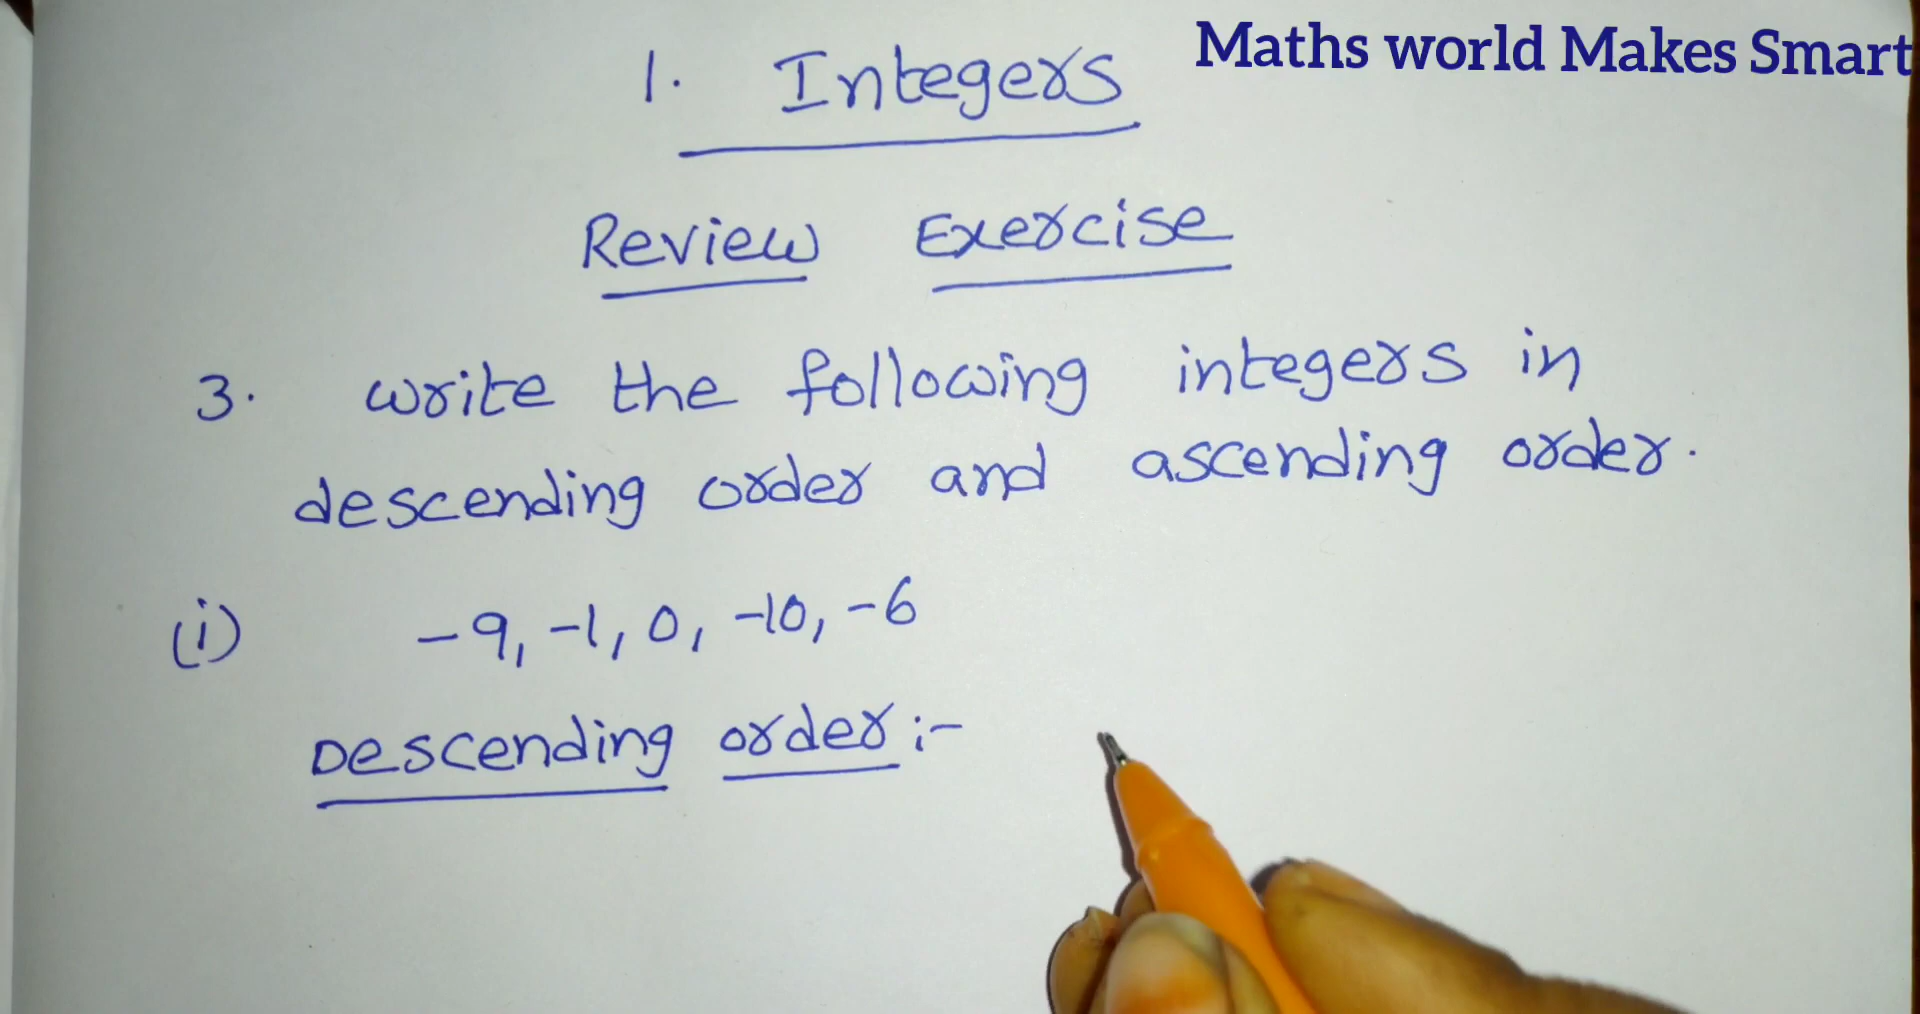 Maths world Makes Smart
1. Integers
Review Exercise
3. write the following integers in
descending order and ascending order.
(i) -9, -1, 0, -10, -6
Descending order:-